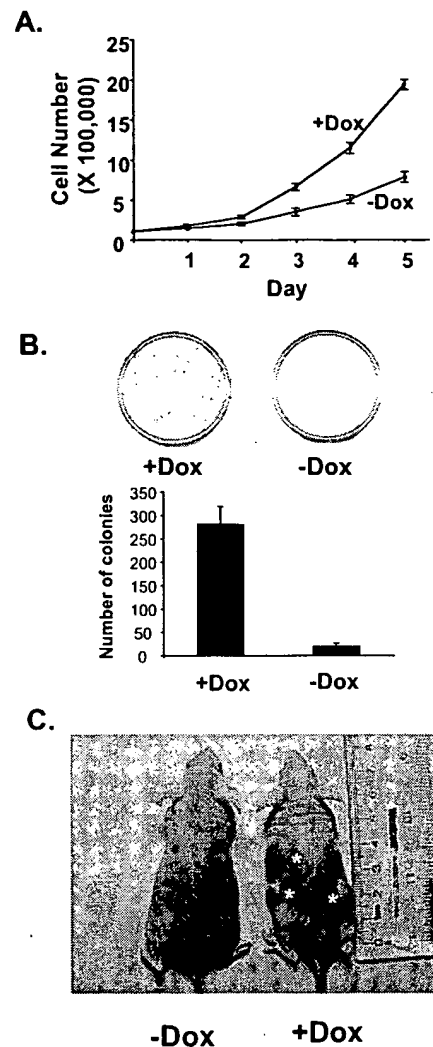 A.
25
20
15
10
5
0
Cell Number
(X 100,000)
+Dox
-Dox
1 2 3 4 5
Day
B.
+Dox -Dox
350
300
250
200
150
100
50
0
Number of colonies
+Dox -Dox
C.
* * *
-Dox +Dox